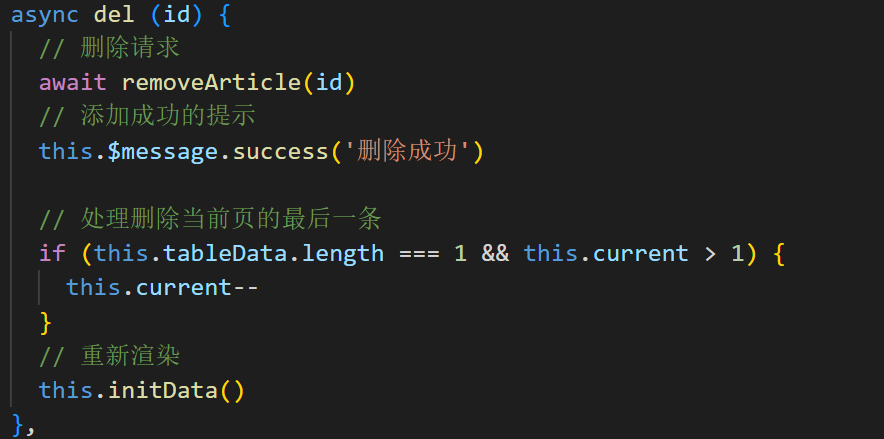 async del (id) {
// 删除请求
await removeArticle(id)
// 添加成功的提示
this.$message.success('删除成功')
// 处理删除当前页的最后一条
if (this.tableData.length === 1 && this.current > 1) {
this.current--
}
// 重新渲染
this.initData()
},